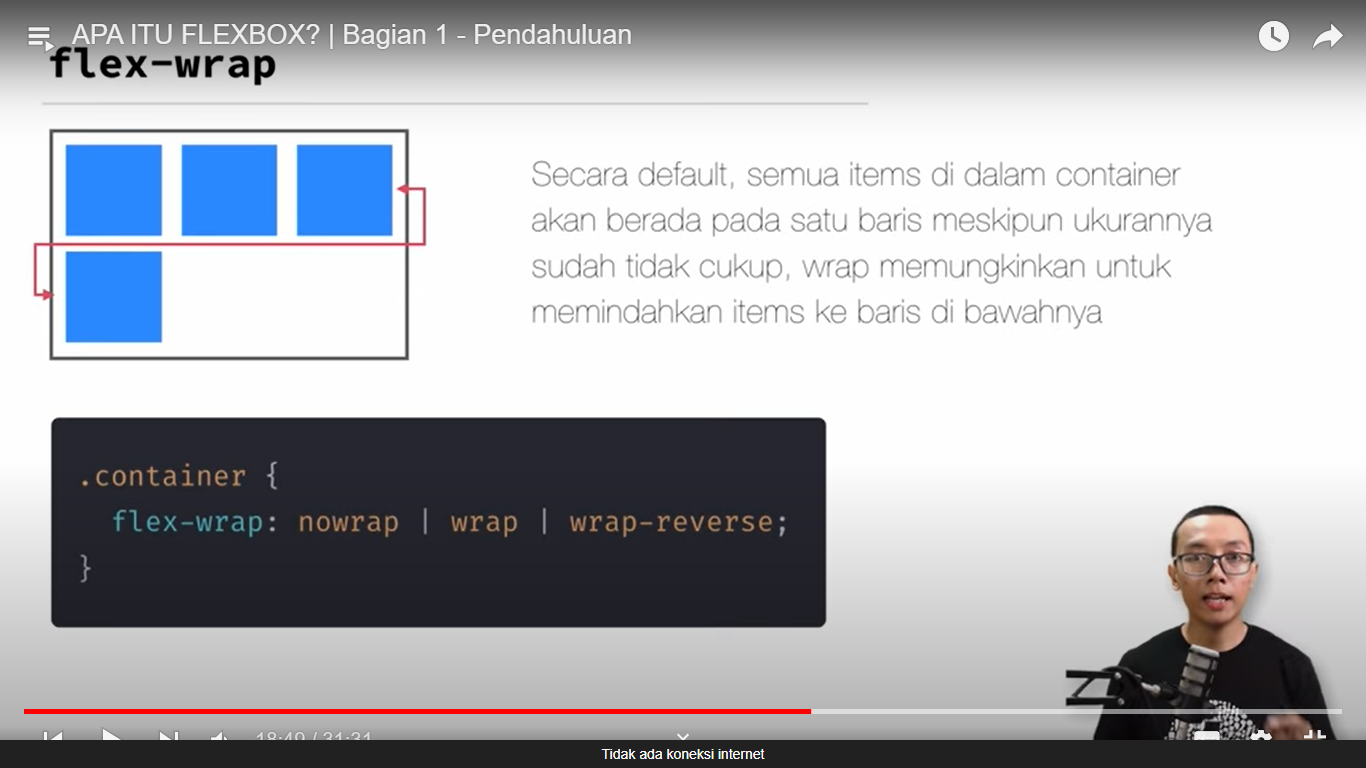 APA ITU FLEXBOX? | Bagian 1 - Pendahuluan
flex-wrap
Secara default, semua items di dalam container
akan berada pada satu baris meskipun ukurannya
sudah tidak cukup, wrap memungkinkan untuk
memindahkan items ke baris di bawahnya
.container {
flex-wrap: nowrap | wrap | wrap-reverse;
}
18:49 / 31:31
Tidak ada koneksi internet